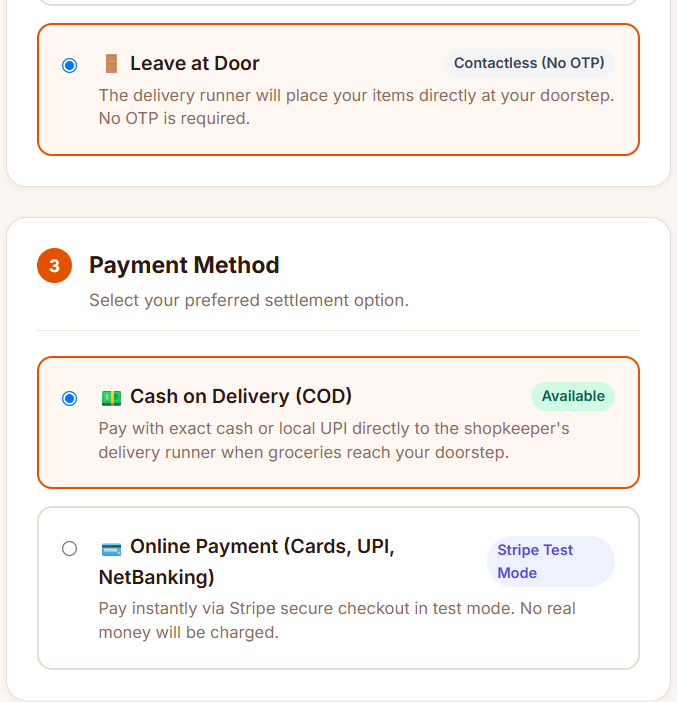 Leave at Door
Contactless (No OTP)
The delivery runner will place your items directly at your doorstep.
No OTP is required.
3
Payment Method
Select your preferred settlement option.
Cash on Delivery (COD)
Available
Pay with exact cash or local UPI directly to the shopkeeper's
delivery runner when groceries reach your doorstep.
Online Payment (Cards, UPI,
NetBanking)
Stripe Test
Mode
Pay instantly via Stripe secure checkout in test mode. No real
money will be charged.